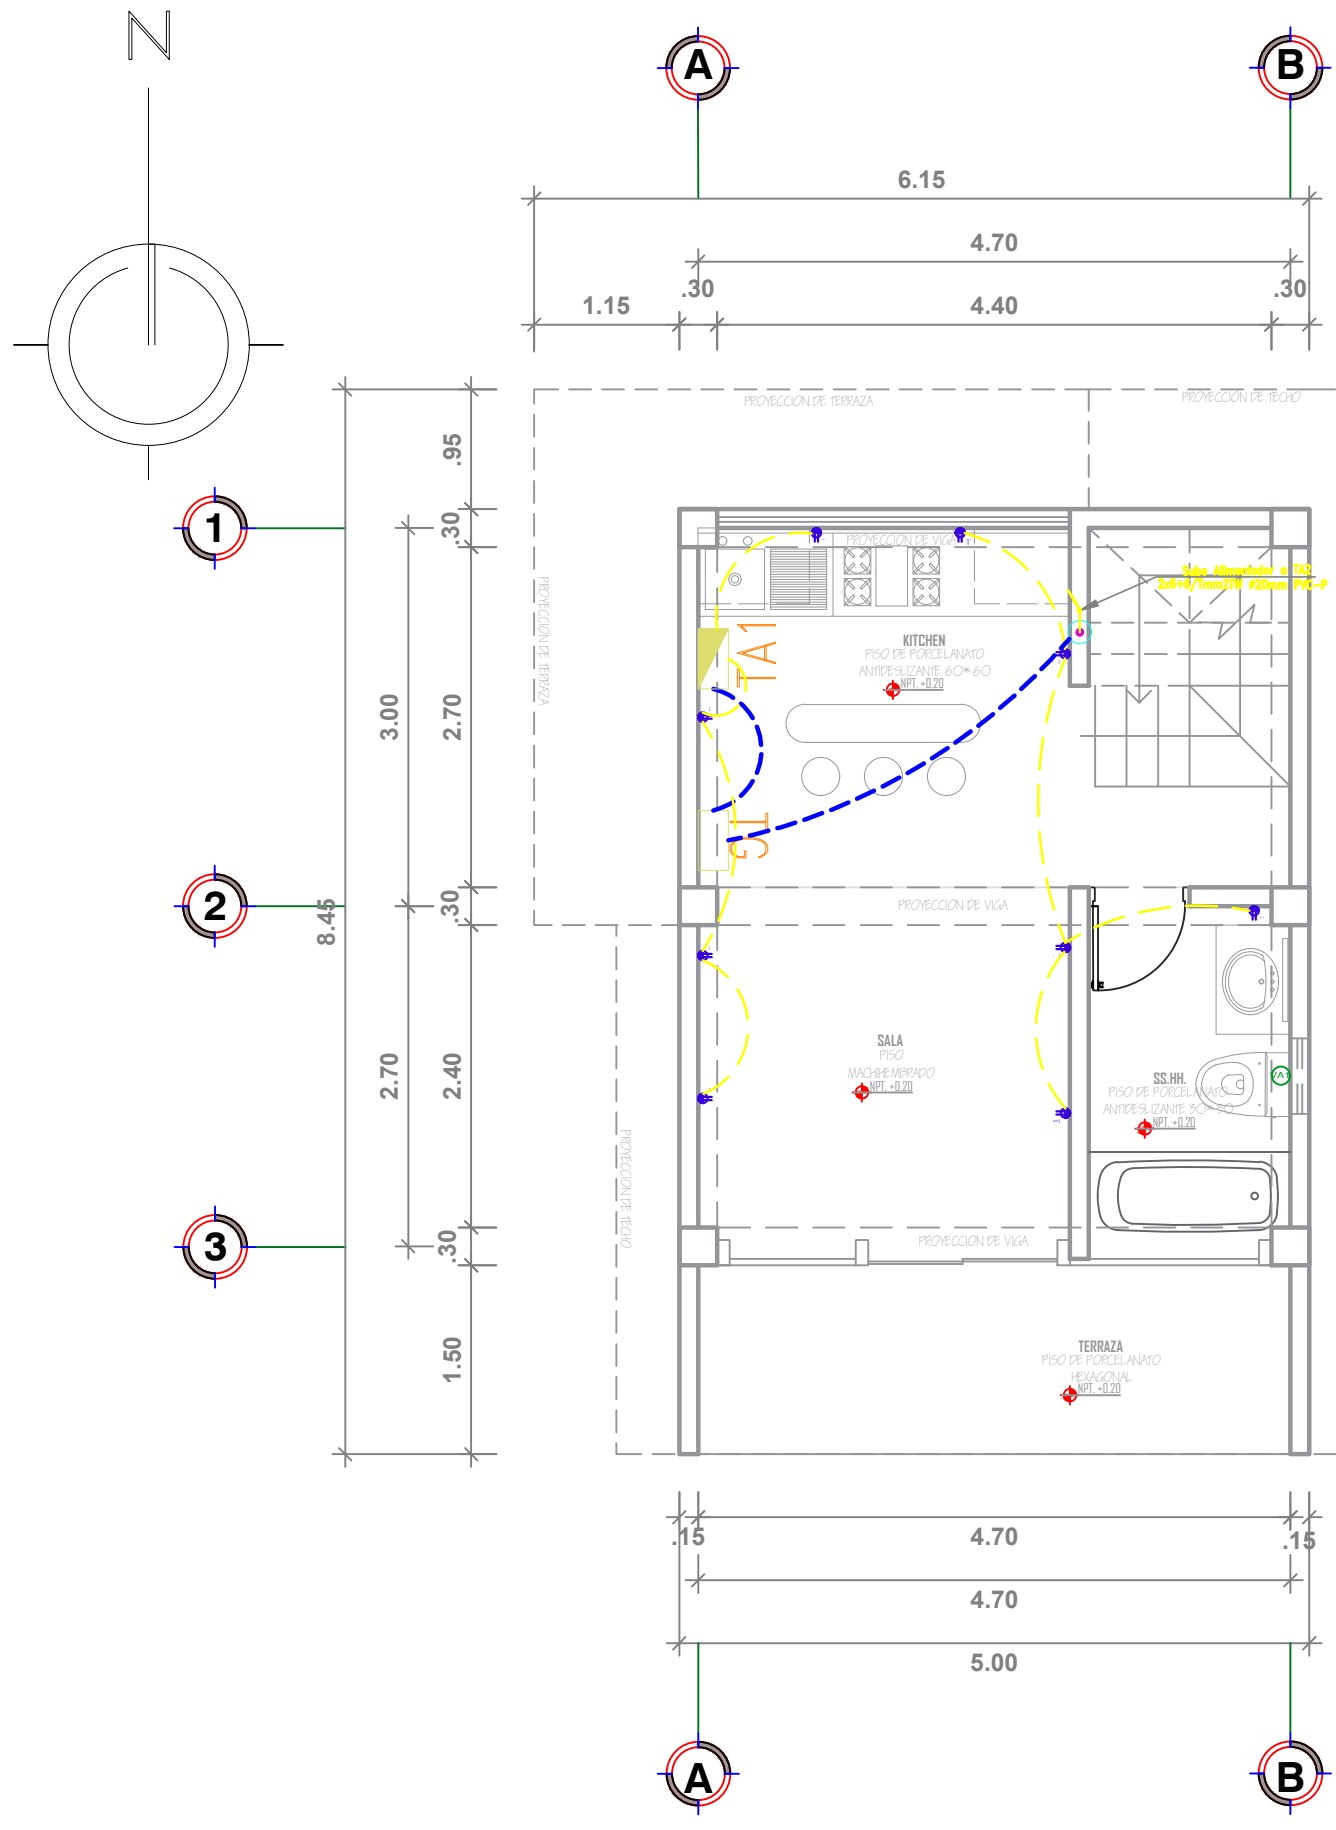 N
A
B
6.15
4.70
.30
.30
1.15
4.40
PROYECCION DE TERRAZA
PROYECCION DE TECHO
.95
.30
1
PROYECCION DE VIGA
PROYECCION DE TERRAZA
Sube Alimentador a TA2
TA1
KITCHEN
PISO DE PORCELANATO
ANTIDESLIZANTE 60*60
NPT. +0.20
3.00
2.70
GT
2
8.45
.30
PROYECCION DE VIGA
SALA
PISO
MACHIHEMBRADO
NPT. +0.20
2.70
2.40
SS.HH.
PISO DE PORCELANATO
ANTIDESLIZANTE 30*30
NPT. +0.20
PROYECCION DE TECHO
3
.30
PROYECCION DE VIGA
1.50
TERRAZA
PISO DE PORCELANATO
HEXAGONAL
NPT. +0.20
.15
4.70
.15
4.70
5.00
A
B